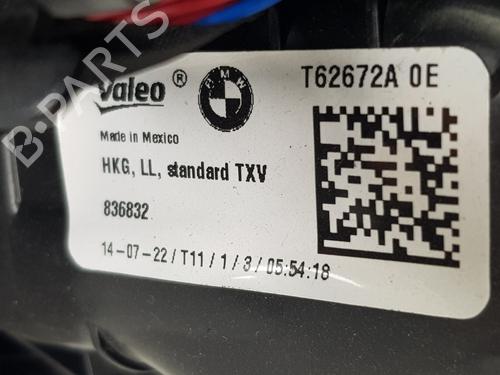 Valeo ® BMW T62672A 0E
Made in Mexico
HKG, LL, standard TXV
836832
14-07-22 / T11 / 1 / 3 / 05:54:18
B-PARTS